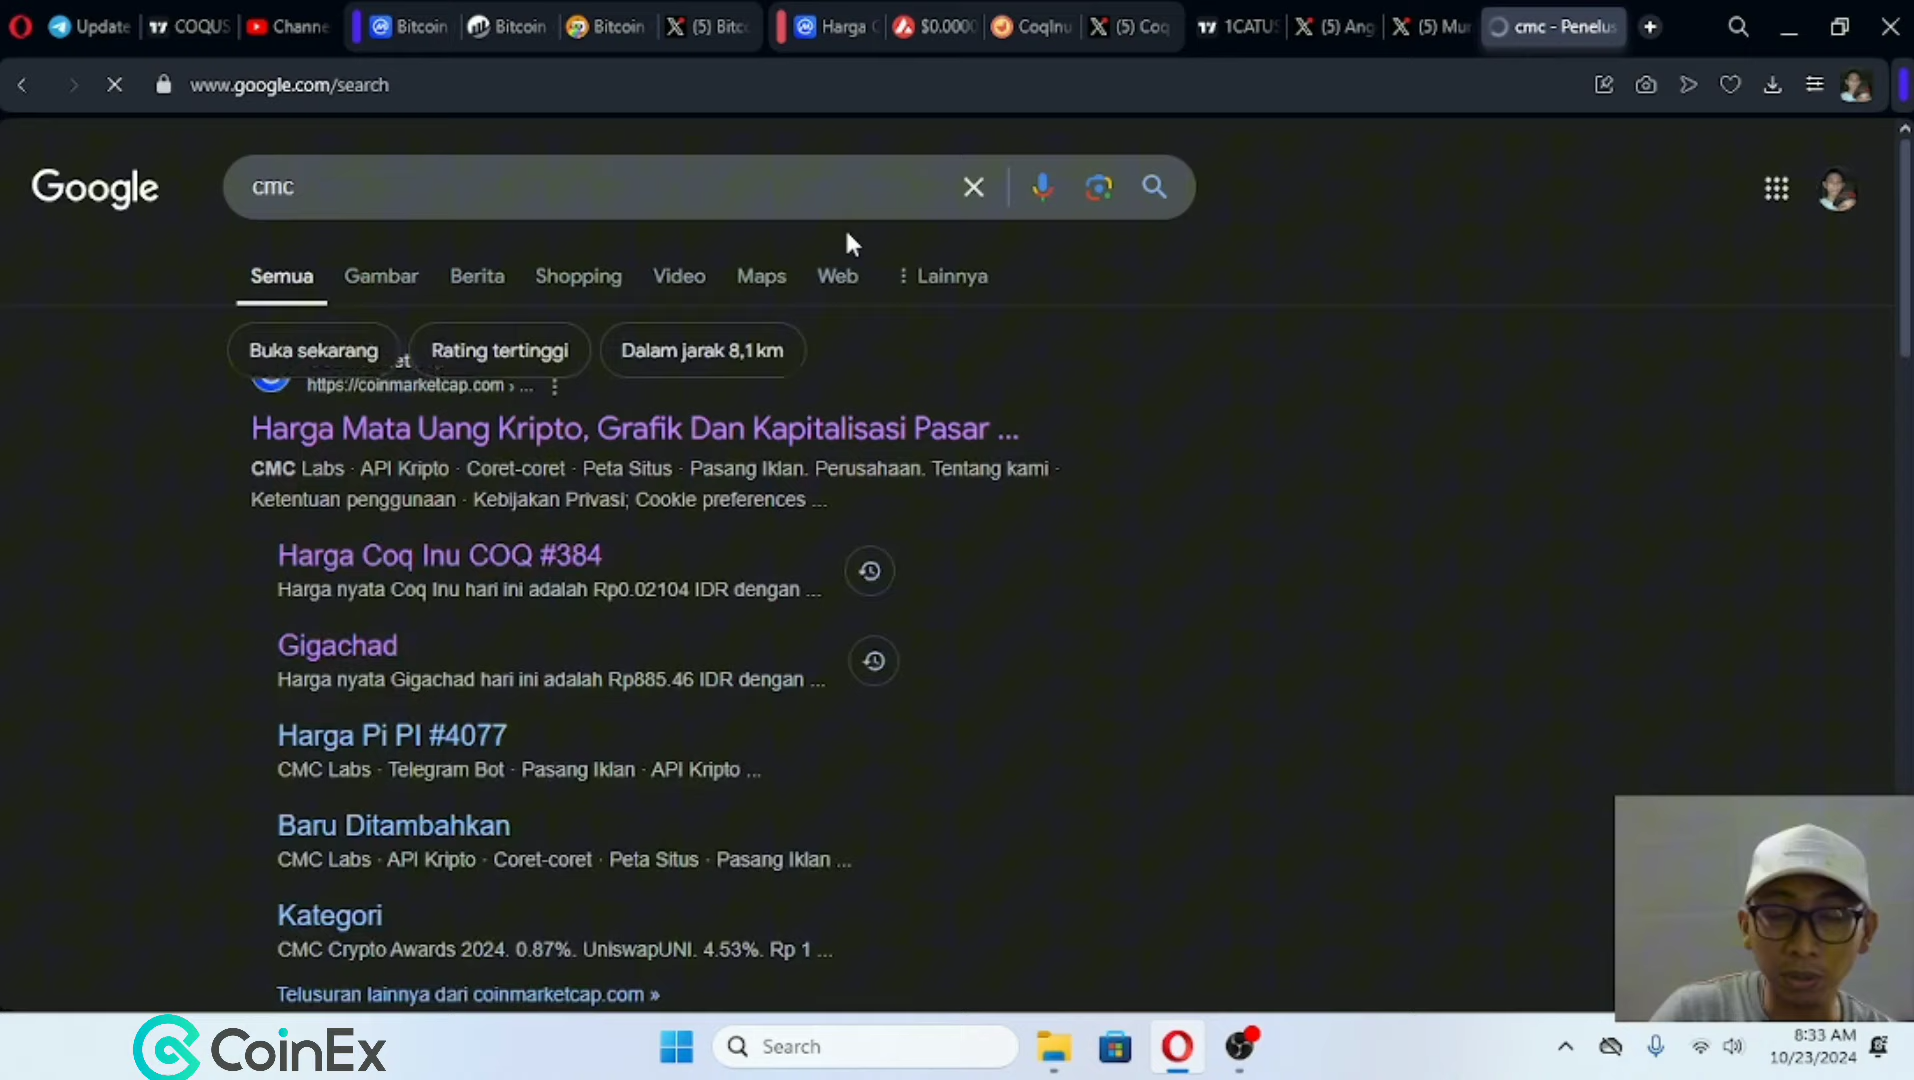 Update
COQUS
Channe
Bitcoin
Bitcoin
Bitcoin
(5) Bitc
Harga
$0.0000
CoqInu
(5) Coq
1CATUS
(5) Ang
(5) Mur
cmc - Penelus
www.google.com/search
Google
cmc
Semua
Gambar
Berita
Shopping
Video
Maps
Web
Lainnya
Buka sekarang
Rating tertinggi
Dalam jarak 8,1 km
https://coinmarketcap.com › ...
Harga Mata Uang Kripto, Grafik Dan Kapitalisasi Pasar ...
CMC Labs · API Kripto · Coret-coret · Peta Situs · Pasang Iklan. Perusahaan. Tentang kami ·
Ketentuan penggunaan · Kebijakan Privasi; Cookie preferences ...
Harga Coq Inu COQ #384
Harga nyata Coq Inu hari ini adalah Rp0.02104 IDR dengan ...
Gigachad
Harga nyata Gigachad hari ini adalah Rp885.46 IDR dengan ...
Harga Pi PI #4077
CMC Labs · Telegram Bot · Pasang Iklan · API Kripto ...
Baru Ditambahkan
CMC Labs · API Kripto · Coret-coret · Peta Situs · Pasang Iklan ...
Kategori
CMC Crypto Awards 2024. 0.87%. UniswapUNI. 4.53%. Rp 1 ...
Telusuran lainnya dari coinmarketcap.com »
CoinEx
Search
8:33 AM
10/23/2024